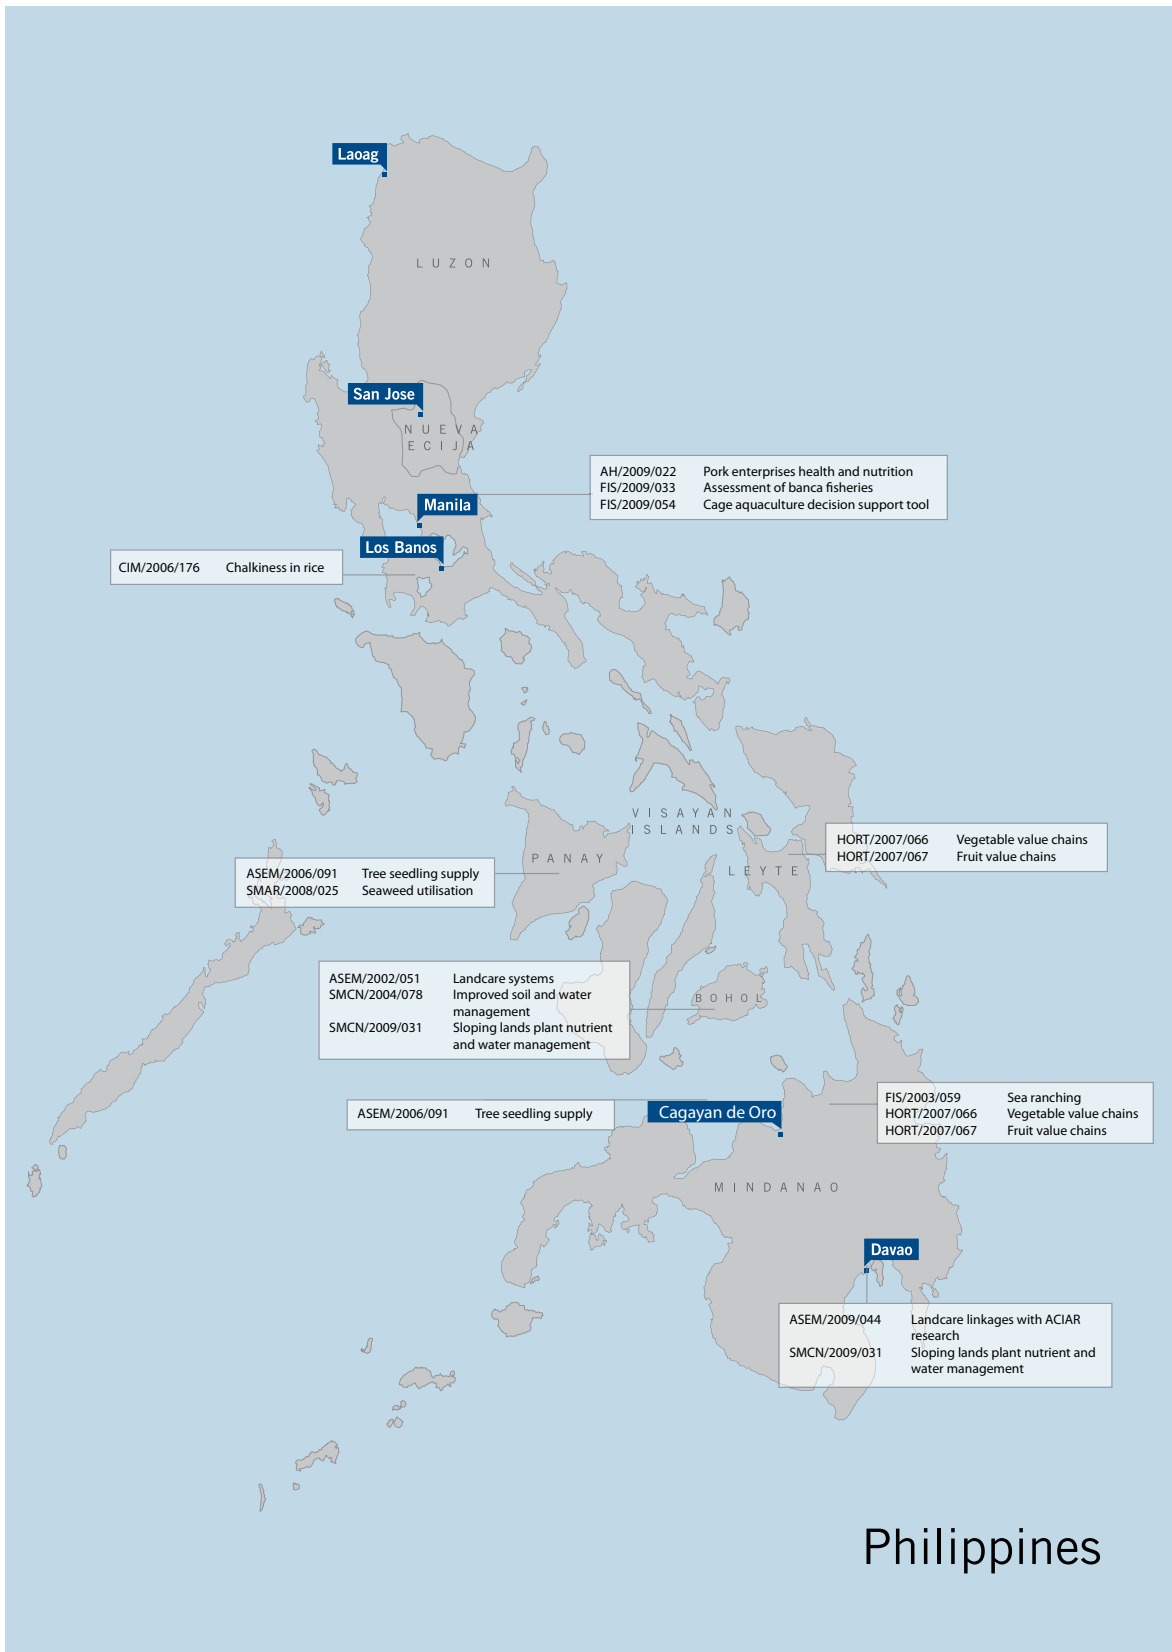 Laoag
LUZON
San Jose
NUEVA
ECIJA
AH/2009/022 Pork enterprises health and nutrition
FIS/2009/033 Assessment of banca fisheries
FIS/2009/054 Cage aquaculture decision support tool
Manila
Los Banos
CIM/2006/176 Chalkiness in rice
VISAYAN
ISLANDS
HORT/2007/066 Vegetable value chains
HORT/2007/067 Fruit value chains
PANAY
LEYTE
ASEM/2006/091 Tree seedling supply
SMAR/2008/025 Seaweed utilisation
ASEM/2002/051 Landcare systems
SMCN/2004/078 Improved soil and water
management
SMCN/2009/031 Sloping lands plant nutrient
and water management
BOHOL
FIS/2003/059 Sea ranching
HORT/2007/066 Vegetable value chains
HORT/2007/067 Fruit value chains
ASEM/2006/091 Tree seedling supply
Cagayan de Oro
MINDANAO
Davao
ASEM/2009/044 Landcare linkages with ACIAR
research
SMCN/2009/031 Sloping lands plant nutrient and
water management
Philippines